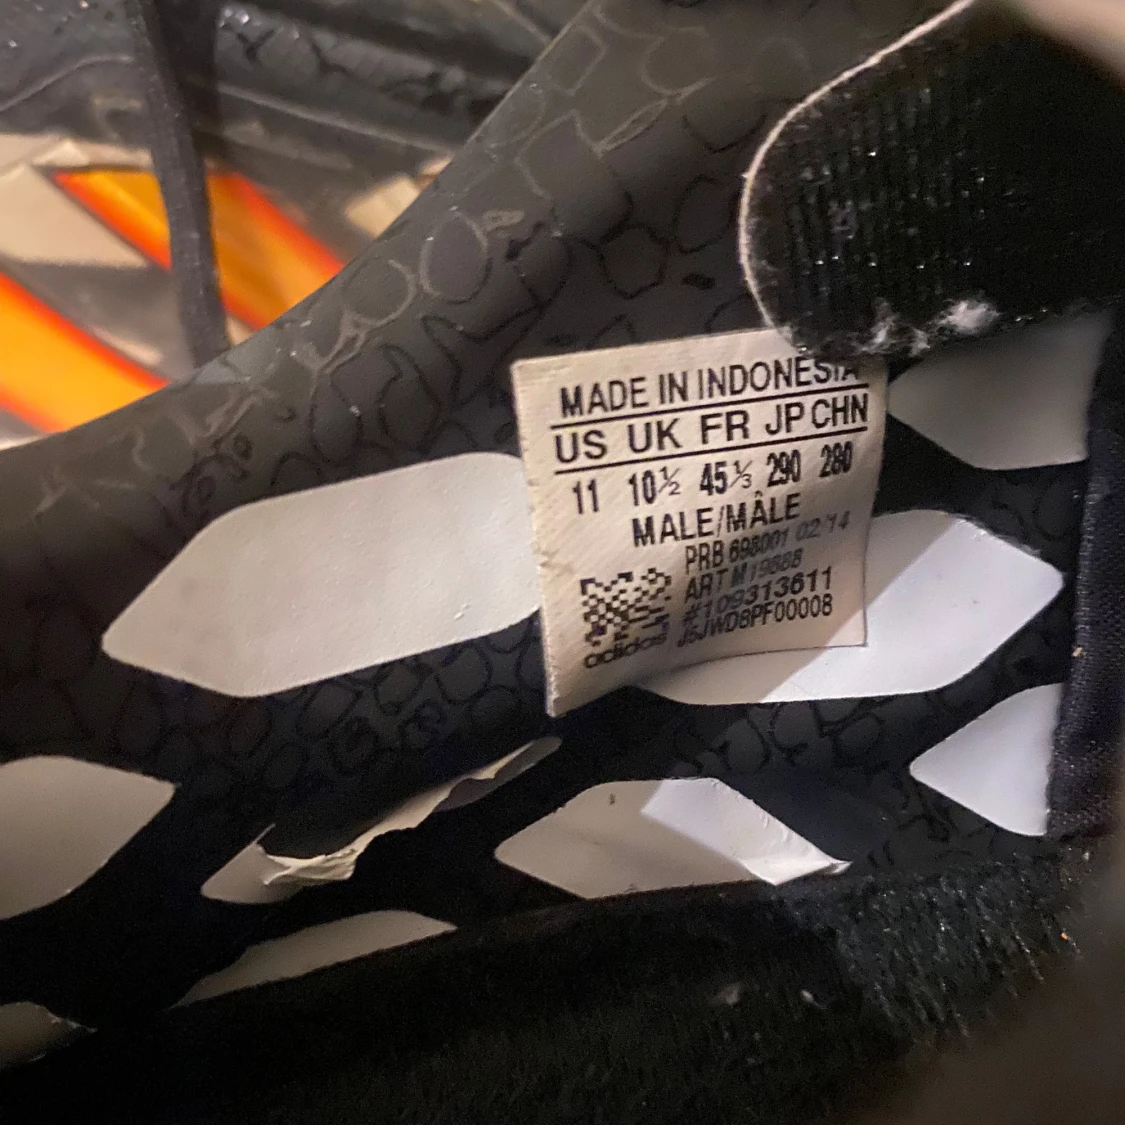 MADE IN INDONESIA
US UK FR JP CHN
11 10½ 45⅓ 290 280
MALE/MÂLE
PRB 698001 02/14
ART M19888
#109313611
J5JWD8PF00008
adidas